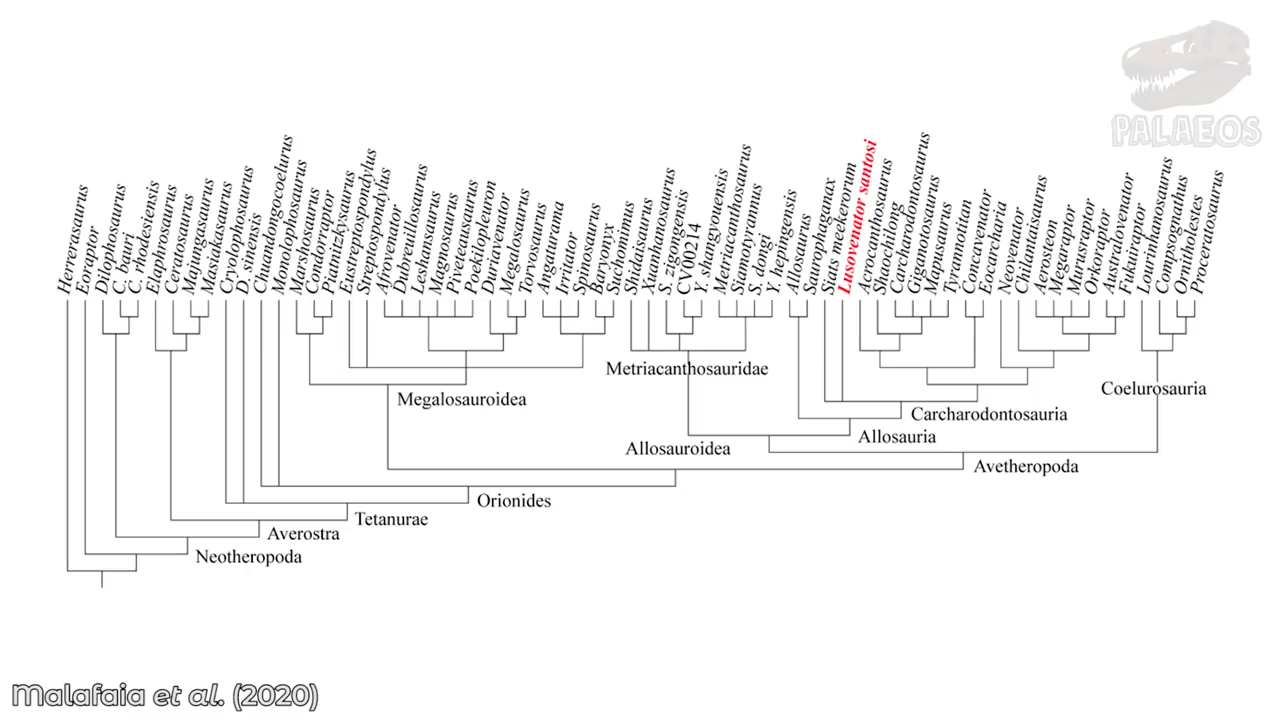 PALAEOS
Herrerasaurus
Eoraptor
Dilophosaurus
C. bauri
C. rhodesiensis
Elaphrosaurus
Ceratosaurus
Majungasaurus
Masiakasaurus
Cryolophosaurus
D. sinensis
Chuandongocoelurus
Monolophosaurus
Marshosaurus
Condorraptor
Piatnitzkysaurus
Eustreptospondylus
Streptospondylus
Afrovenator
Dubreuillosaurus
Leshansaurus
Magnosaurus
Piveteausaurus
Poekilopleuron
Duriavenator
Megalosaurus
Torvosaurus
Angaturama
Irritator
Spinosaurus
Baryonyx
Suchomimus
Shidaisaurus
Xuanhanosaurus
S. zigongensis
CV00214
Y. shangyouensis
Metriacanthosaurus
Siamotyrannus
S. dongi
Y. hepingensis
Allosaurus
Saurophaganax
Siats meekerorum
Lusovenator santosi
Acrocanthosaurus
Shaochilong
Carcharodontosaurus
Giganotosaurus
Mapusaurus
Tyrannotitan
Concavenator
Eocarcharia
Neovenator
Chilantaisaurus
Aerosteon
Megaraptor
Murusraptor
Orkoraptor
Australovenator
Fukuiraptor
Lourinhanosaurus
Compsognathus
Ornitholestes
Proceratosaurus
Metriacanthosauridae
Coelurosauria
Megalosauroidea
Carcharodontosauria
Allosauria
Allosauroidea
Avetheropoda
Orionides
Tetanurae
Averostra
Neotheropoda
Malafaia et al. (2020)